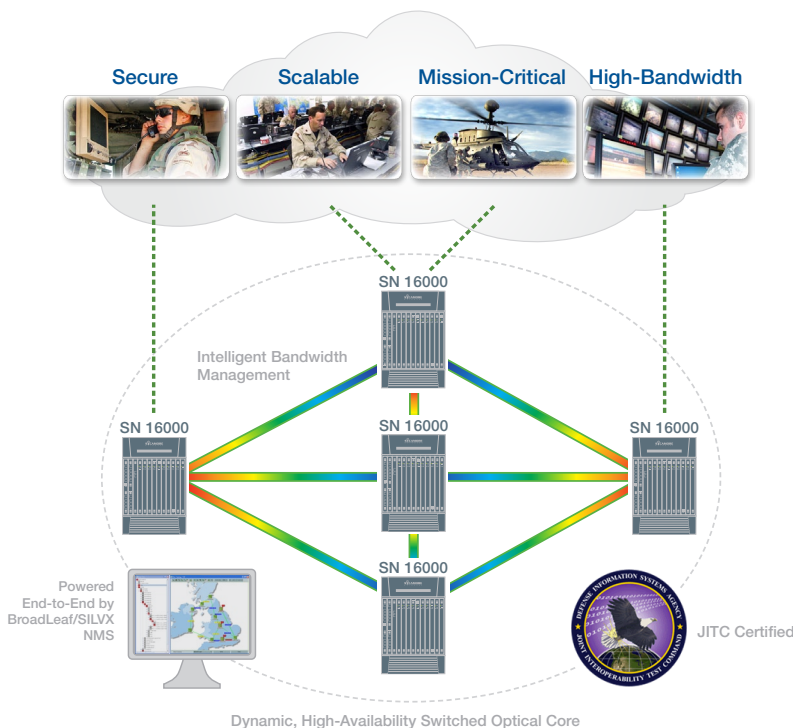 Secure
Scalable
Mission-Critical
High-Bandwidth
SN 16000
Intelligent Bandwidth
Management
SN 16000
SN 16000
SN 16000
SN 16000
Powered
End-to-End by
BroadLeaf/SILVX
NMS
DEFENSE INFORMATION SYSTEMS AGENCY
JOINT INTEROPERABILITY TEST COMMAND
JITC Certified
Dynamic, High-Availability Switched Optical Core